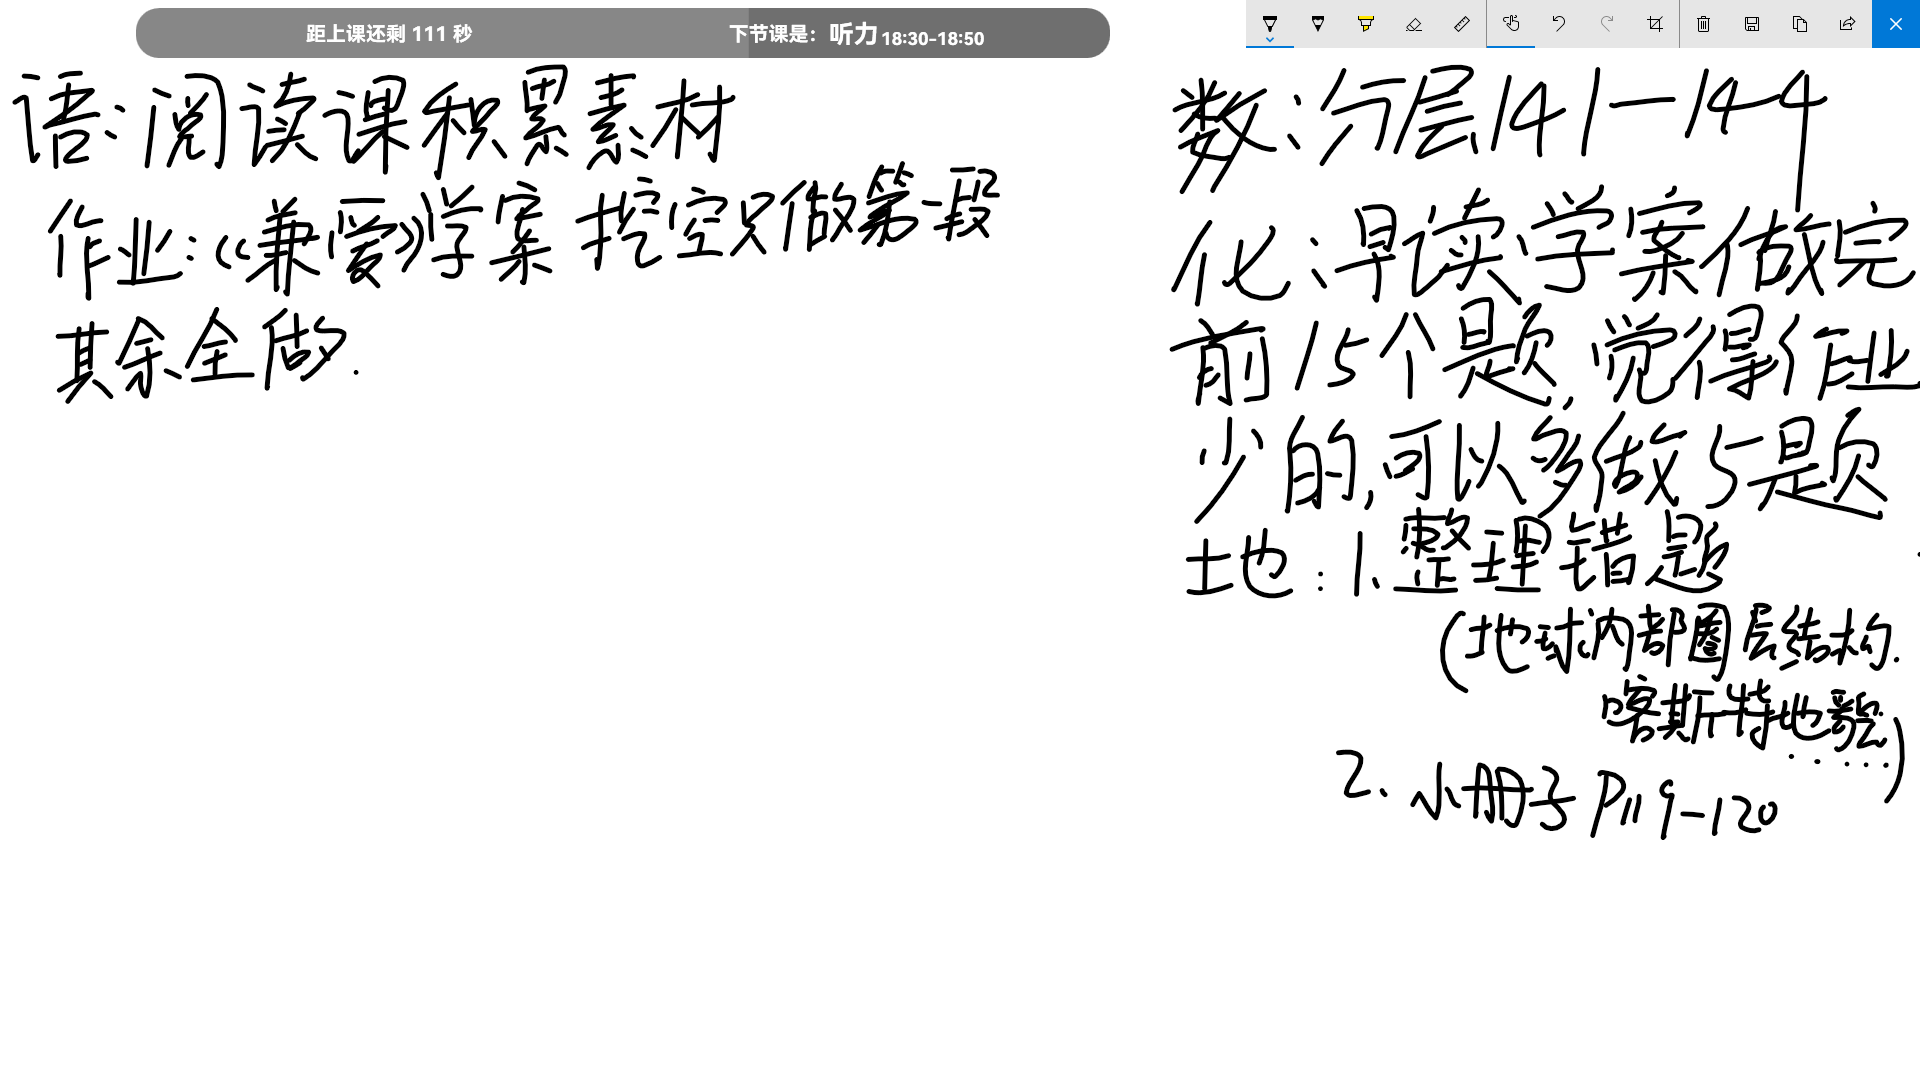 距上课还剩 111 秒
下节课是：听力 18:30-18:50
语：阅读课积累素材
作业：《兼爱》学案 挖空只做第一段
其余全做.
数：分层141—144
化：早读学案做完
前15个题，觉得作业
少的，可以多做5题
地：1、整理错题
(地球内部圈层结构.
喀斯特地貌......)
2、小册子 P119-120